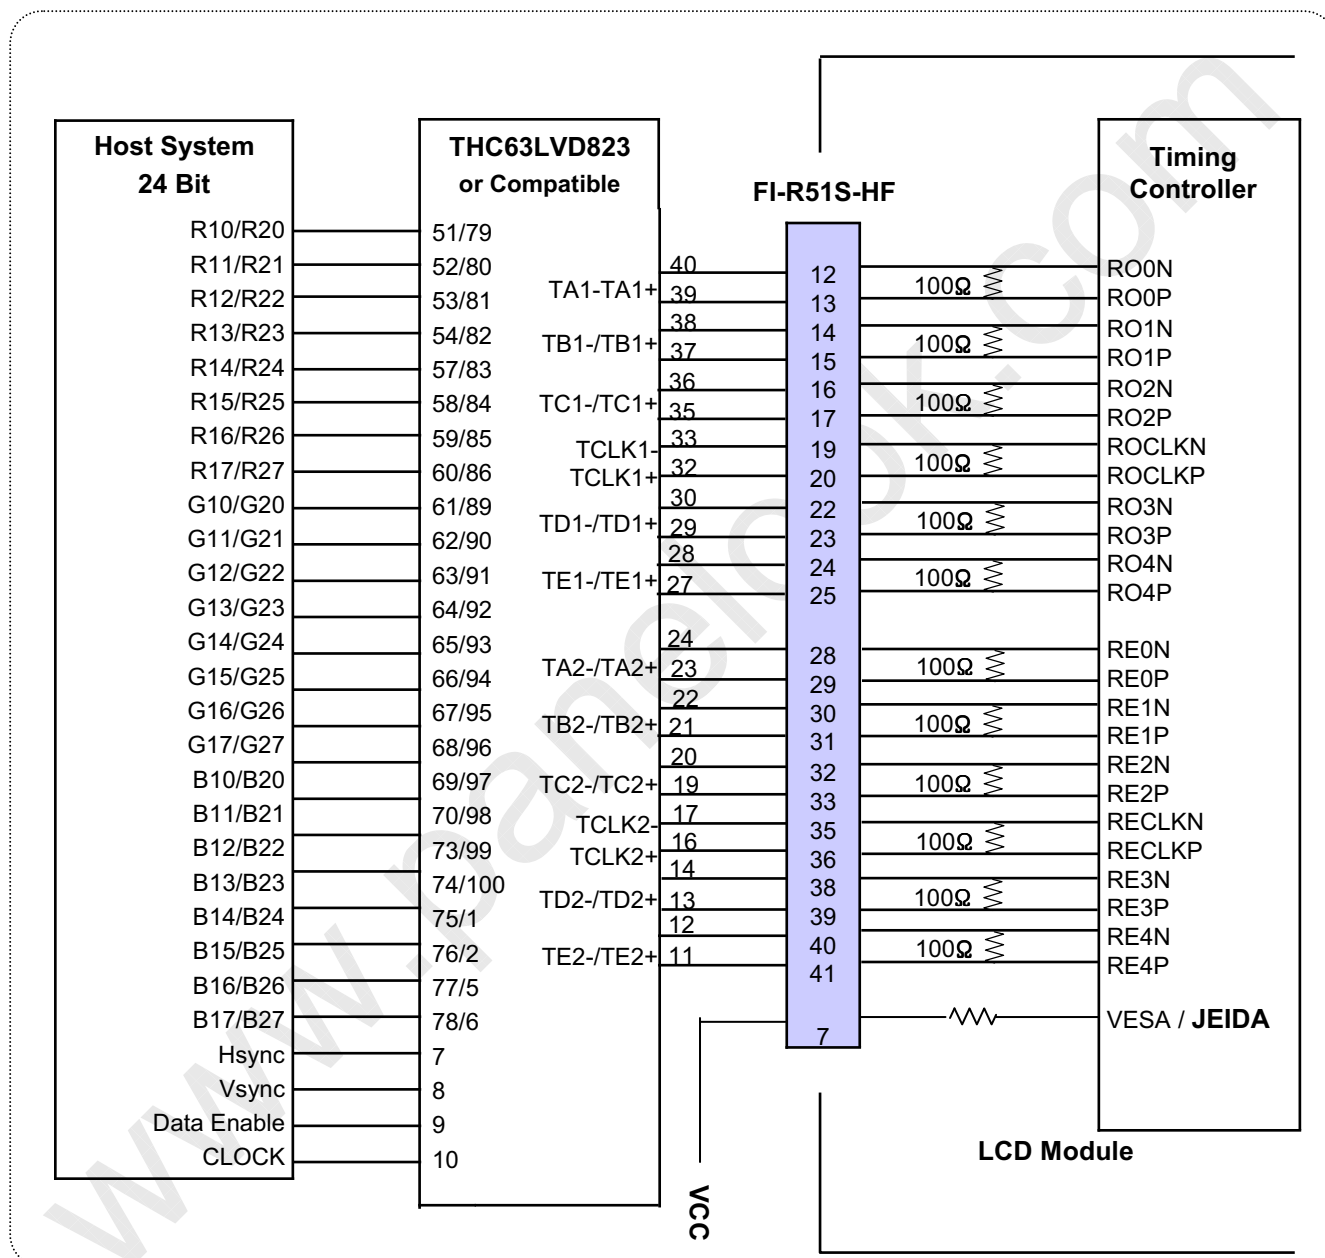 Host System
24 Bit
R10/R20
R11/R21
R12/R22
R13/R23
R14/R24
R15/R25
R16/R26
R17/R27
G10/G20
G11/G21
G12/G22
G13/G23
G14/G24
G15/G25
G16/G26
G17/G27
B10/B20
B11/B21
B12/B22
B13/B23
B14/B24
B15/B25
B16/B26
B17/B27
Hsync
Vsync
Data Enable
CLOCK
THC63LVD823
or Compatible
51/79
52/80
53/81
54/82
57/83
58/84
59/85
60/86
61/89
62/90
63/91
64/92
65/93
66/94
67/95
68/96
69/97
70/98
73/99
74/100
75/1
76/2
77/5
78/6
7
8
9
10
TA1-TA1+
TB1-/TB1+
TC1-/TC1+
TCLK1-
TCLK1+
TD1-/TD1+
TE1-/TE1+
TA2-/TA2+
TB2-/TB2+
TC2-/TC2+
TCLK2-
TCLK2+
TD2-/TD2+
TE2-/TE2+
40
39
38
37
36
35
33
32
30
29
28
27
24
23
22
21
20
19
17
16
14
13
12
11
VCC
FI-R51S-HF
12
13
14
15
16
17
19
20
22
23
24
25
28
29
30
31
32
33
35
36
38
39
40
41
7
100Ω
100Ω
100Ω
100Ω
100Ω
100Ω
100Ω
100Ω
100Ω
100Ω
100Ω
100Ω
Timing
Controller
RO0N
RO0P
RO1N
RO1P
RO2N
RO2P
ROCLKN
ROCLKP
RO3N
RO3P
RO4N
RO4P
RE0N
RE0P
RE1N
RE1P
RE2N
RE2P
RECLKN
RECLKP
RE3N
RE3P
RE4N
RE4P
VESA / JEIDA
LCD Module
www.panelook.com